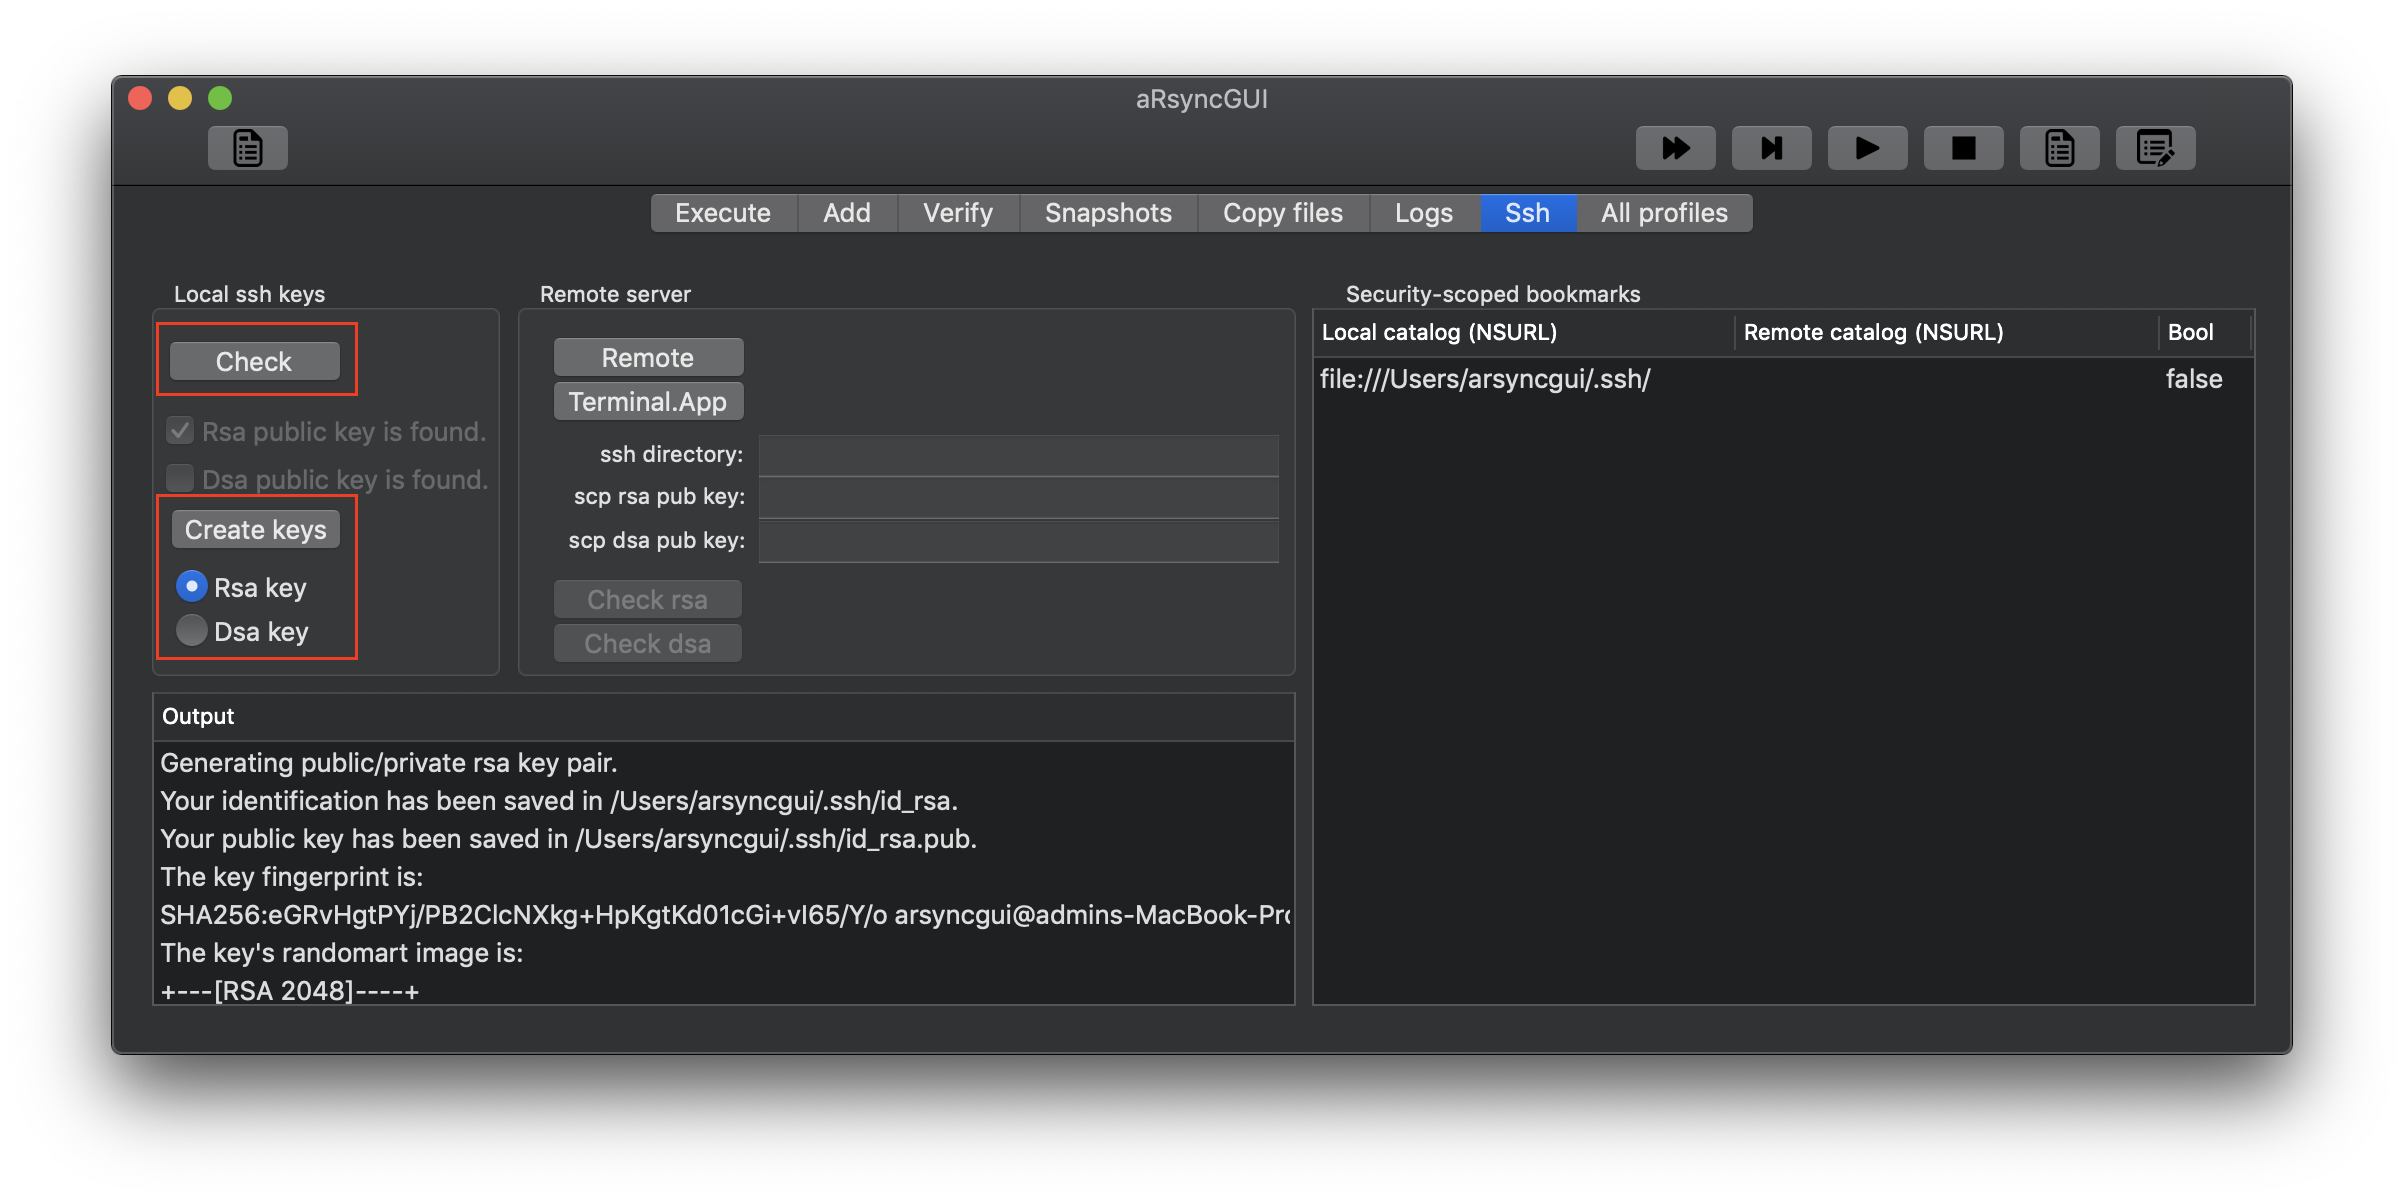 aRsyncGUI
Execute Add Verify Snapshots Copy files Logs Ssh All profiles
Local ssh keys
Check
Rsa public key is found.
Dsa public key is found.
Create keys
Rsa key
Dsa key
Remote server
Remote
Terminal.App
ssh directory:
scp rsa pub key:
scp dsa pub key:
Check rsa
Check dsa
Security-scoped bookmarks
Local catalog (NSURL) Remote catalog (NSURL) Bool
file:///Users/arsyncgui/.ssh/ false
Output
Generating public/private rsa key pair.
Your identification has been saved in /Users/arsyncgui/.ssh/id_rsa.
Your public key has been saved in /Users/arsyncgui/.ssh/id_rsa.pub.
The key fingerprint is:
SHA256:eGRvHgtPYj/PB2ClcNXkg+HpKgtKd01cGi+vI65/Y/o arsyncgui@admins-MacBook-Pro
The key's randomart image is:
+---[RSA 2048]----+